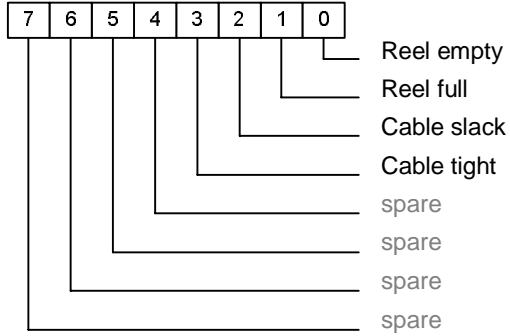 7 6 5 4 3 2 1 0
Reel empty
Reel full
Cable slack
Cable tight
spare
spare
spare
spare